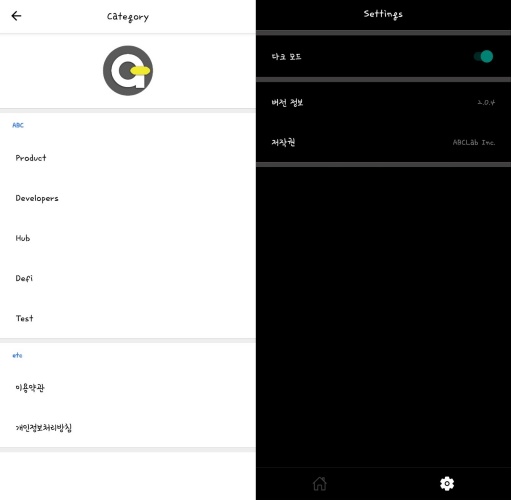 Category
ABC
Product
Developers
Hub
Defi
Test
etc
이용약관
개인정보처리방침
Settings
다크 모드
버전 정보
2.0.4
저작권
ABCLab Inc.